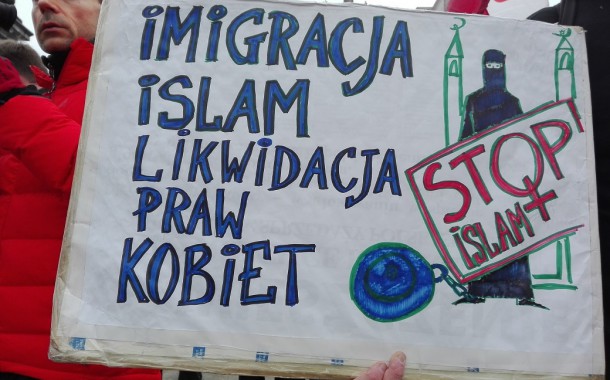 iMiGRACJA
iSLAM
LiKWiDACJA
PRAW
KOBiET
STOP
iSLAM